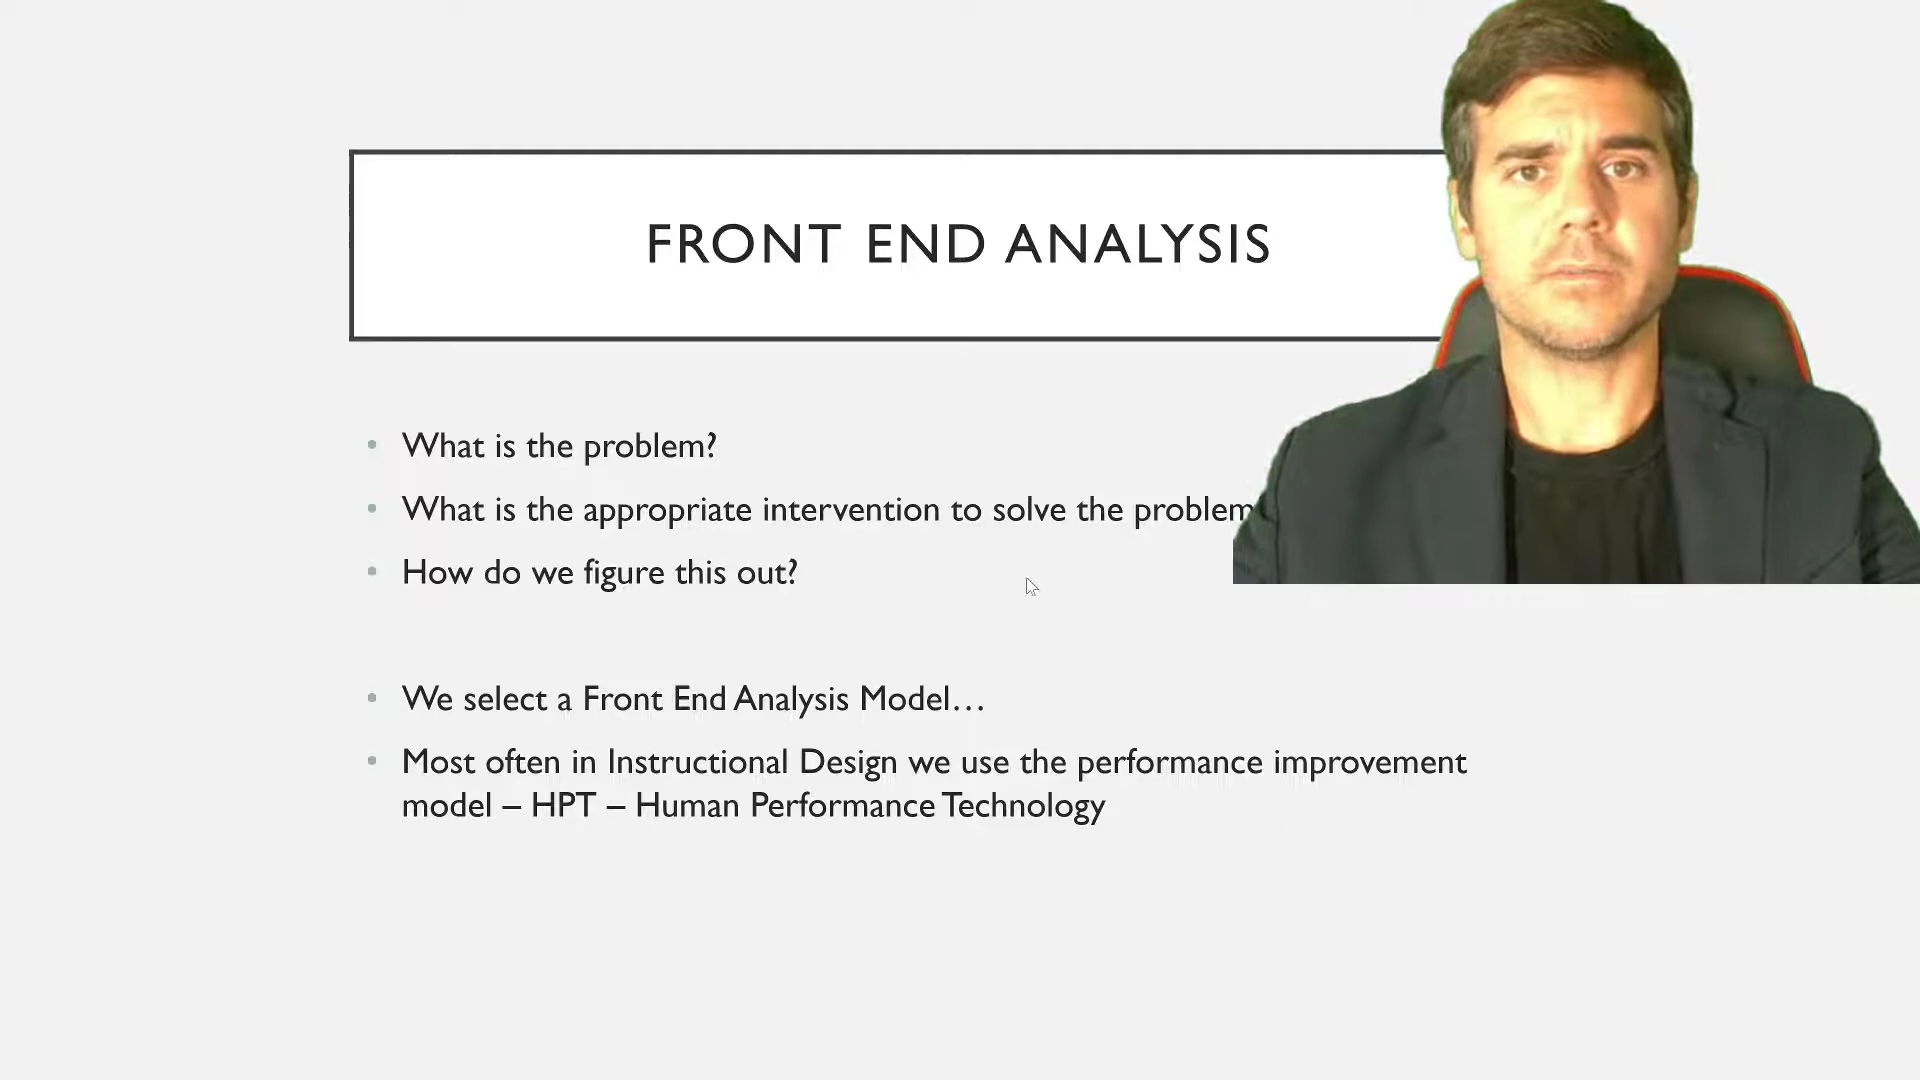 FRONT END ANALYSIS
What is the problem?
What is the appropriate intervention to solve the problem
How do we figure this out?
We select a Front End Analysis Model…
Most often in Instructional Design we use the performance improvement
model – HPT – Human Performance Technology